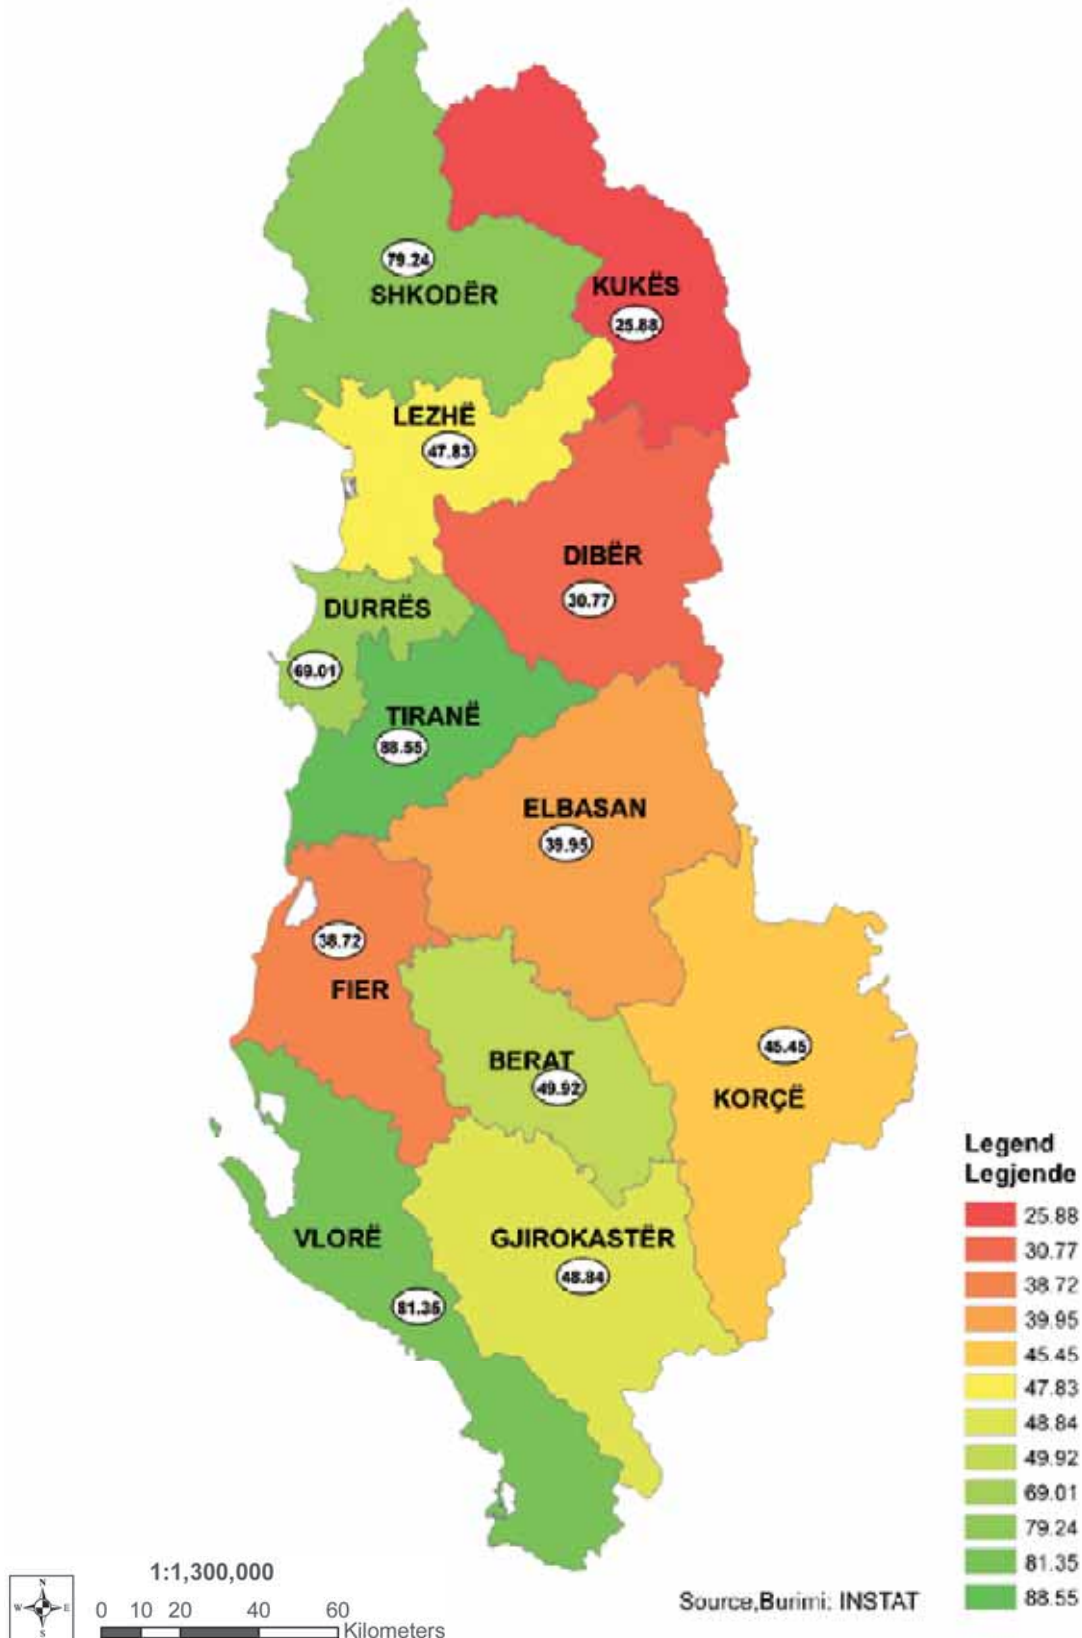 79.24
SHKODËR
KUKËS
25.88
LEZHË
47.83
DIBËR
30.77
DURRËS
69.01
TIRANË
88.55
ELBASAN
39.95
38.72
FIER
BERAT
49.92
45.45
KORÇË
VLORË
81.35
GJIROKASTËR
48.84
Legend
Legjende
25.88
30.77
38.72
39.95
45.45
47.83
48.84
49.92
69.01
79.24
81.35
88.55
1:1,300,000
N
W E
S
0 10 20 40 60
Kilometers
Source,Burimi: INSTAT